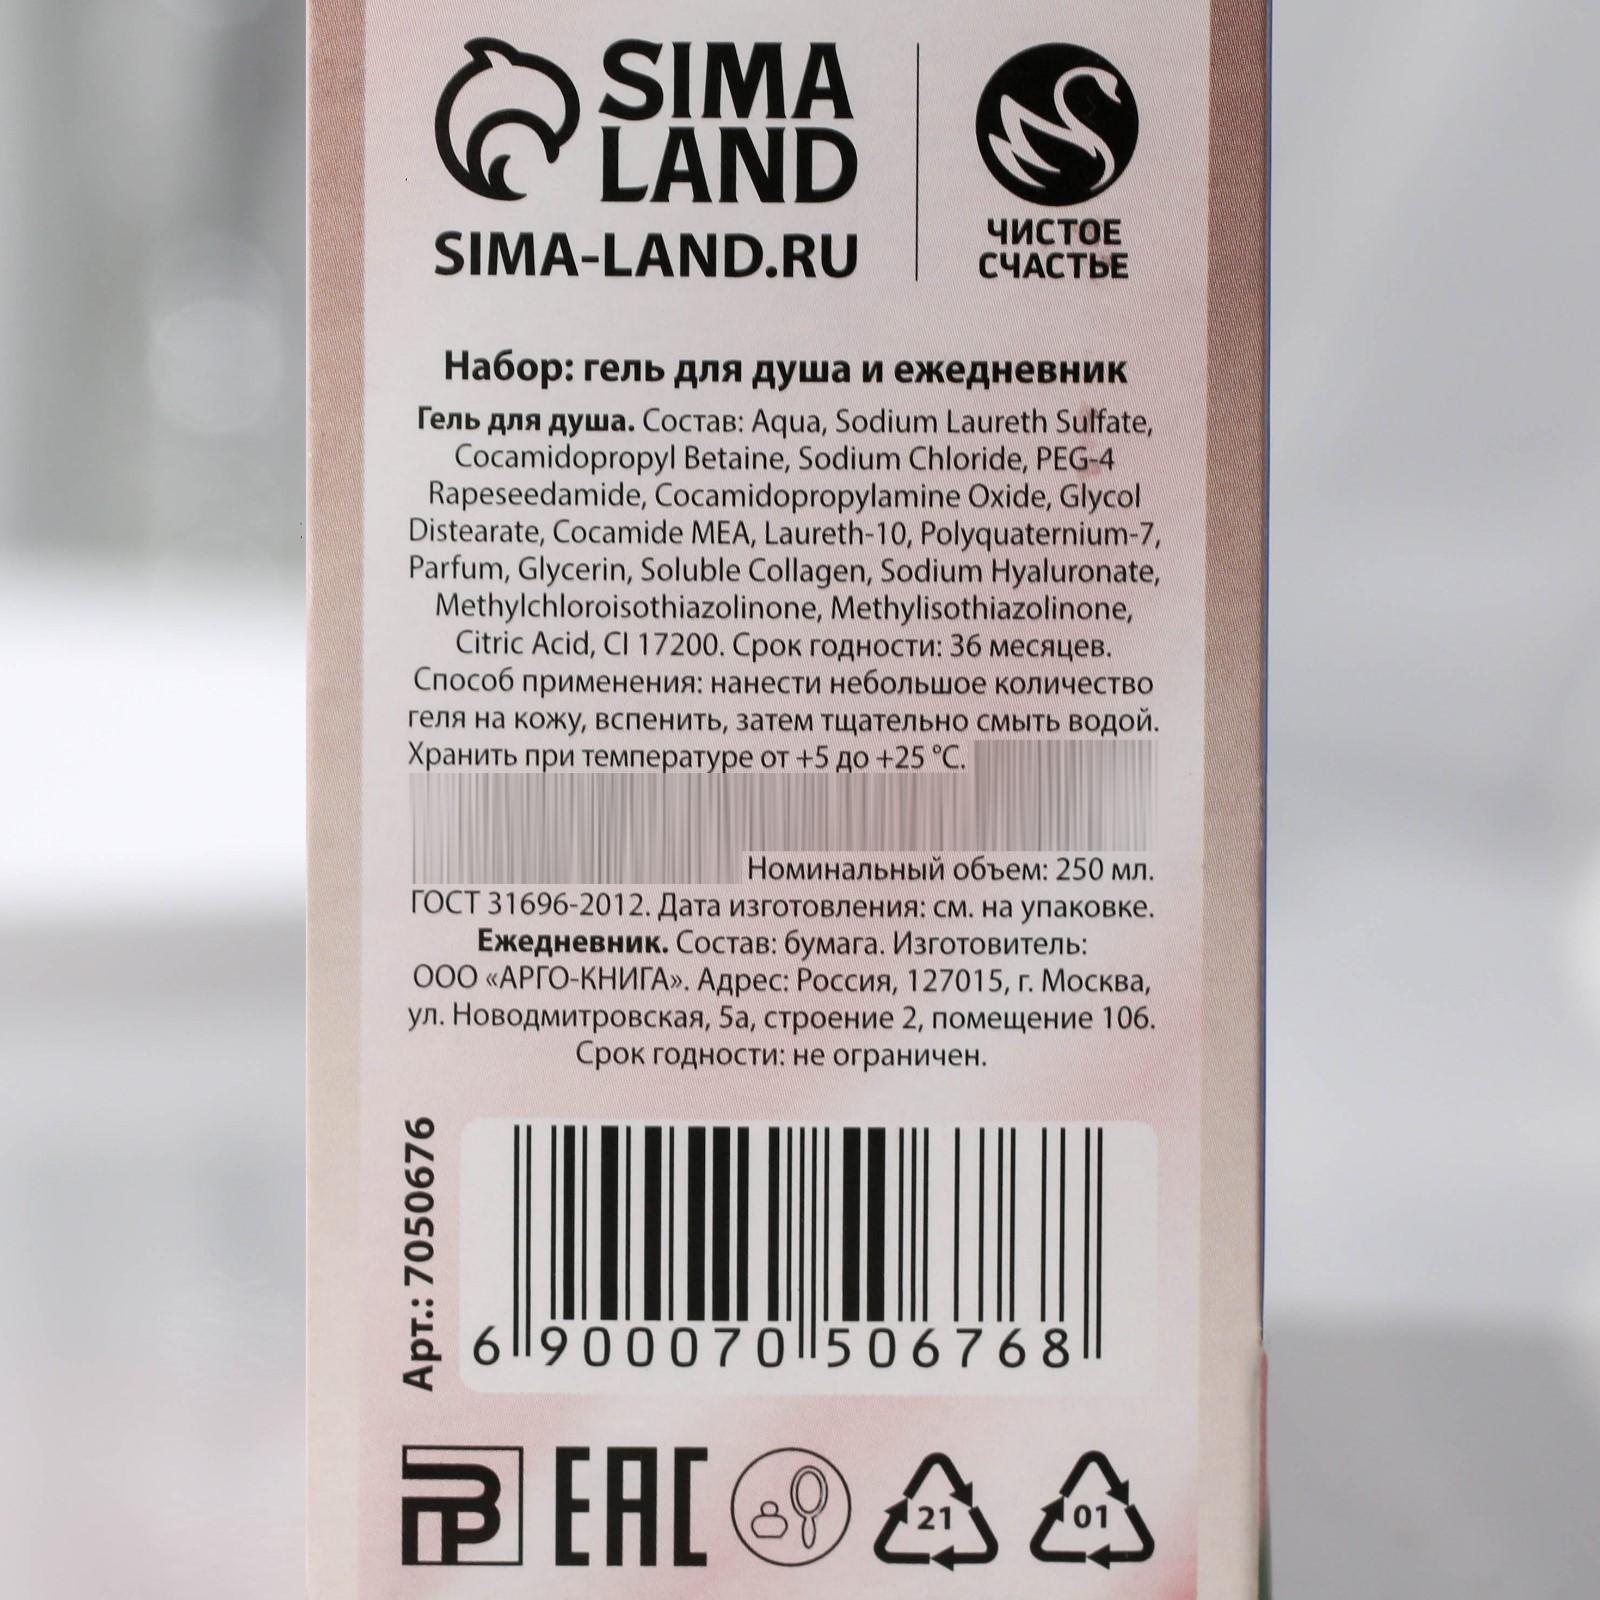 SIMA
LAND
SIMA-LAND.RU
ЧИСТОЕ
СЧАСТЬЕ
Набор: гель для душа и ежедневник
Гель для душа. Состав: Aqua, Sodium Laureth Sulfate,
Cocamidopropyl Betaine, Sodium Chloride, PEG-4
Rapeseedamide, Cocamidopropylamine Oxide, Glycol
Distearate, Cocamide MEA, Laureth-10, Polyquaternium-7,
Parfum, Glycerin, Soluble Collagen, Sodium Hyaluronate,
Methylchloroisothiazolinone, Methylisothiazolinone,
Citric Acid, CI 17200. Срок годности: 36 месяцев.
Способ применения: нанести небольшое количество
геля на кожу, вспенить, затем тщательно смыть водой.
Хранить при температуре от +5 до +25 °C.
Номинальный объем: 250 мл.
ГОСТ 31696-2012. Дата изготовления: см. на упаковке.
Ежедневник. Состав: бумага. Изготовитель:
ООО «АРГО-КНИГА». Адрес: Россия, 127015, г. Москва,
ул. Новодмитровская, 5а, строение 2, помещение 106.
Срок годности: не ограничен.
Арт.: 7050676
6 900070 506768
EAC
21
01